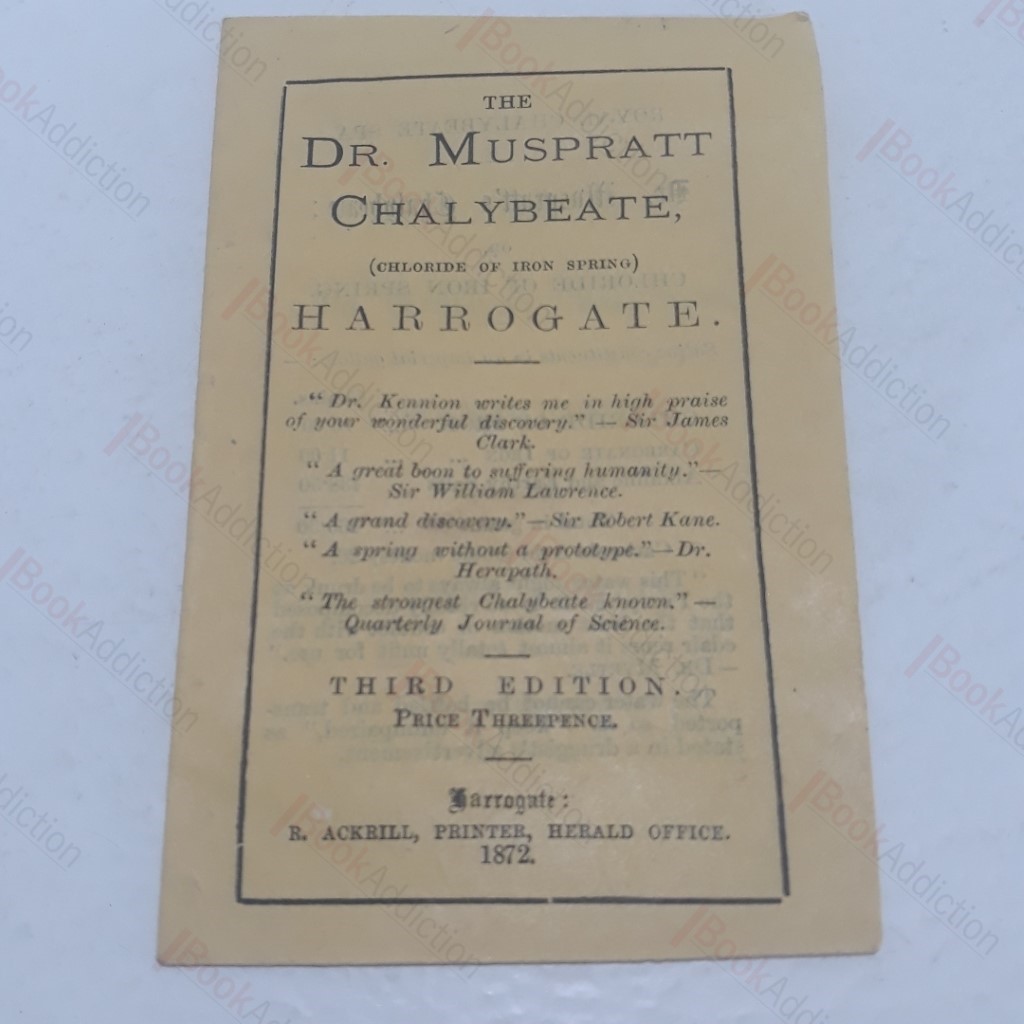 THE
DR. MUSPRATT
CHALYBEATE,
(CHLORIDE OF IRON SPRING)
HARROGATE.
"Dr. Kennion writes me in high praise
of your wonderful discovery."—Sir James
Clark.
"A great boon to suffering humanity."—
Sir William Lawrence.
"A grand discovery."—Sir Robert Kane.
"A spring without a prototype."—Dr.
Herapath.
"The strongest Chalybeate known."—
Quarterly Journal of Science.
THIRD EDITION.
PRICE THREEPENCE.
Harrogate:
R. ACKRILL, PRINTER, HERALD OFFICE.
1872.
BookAddiction